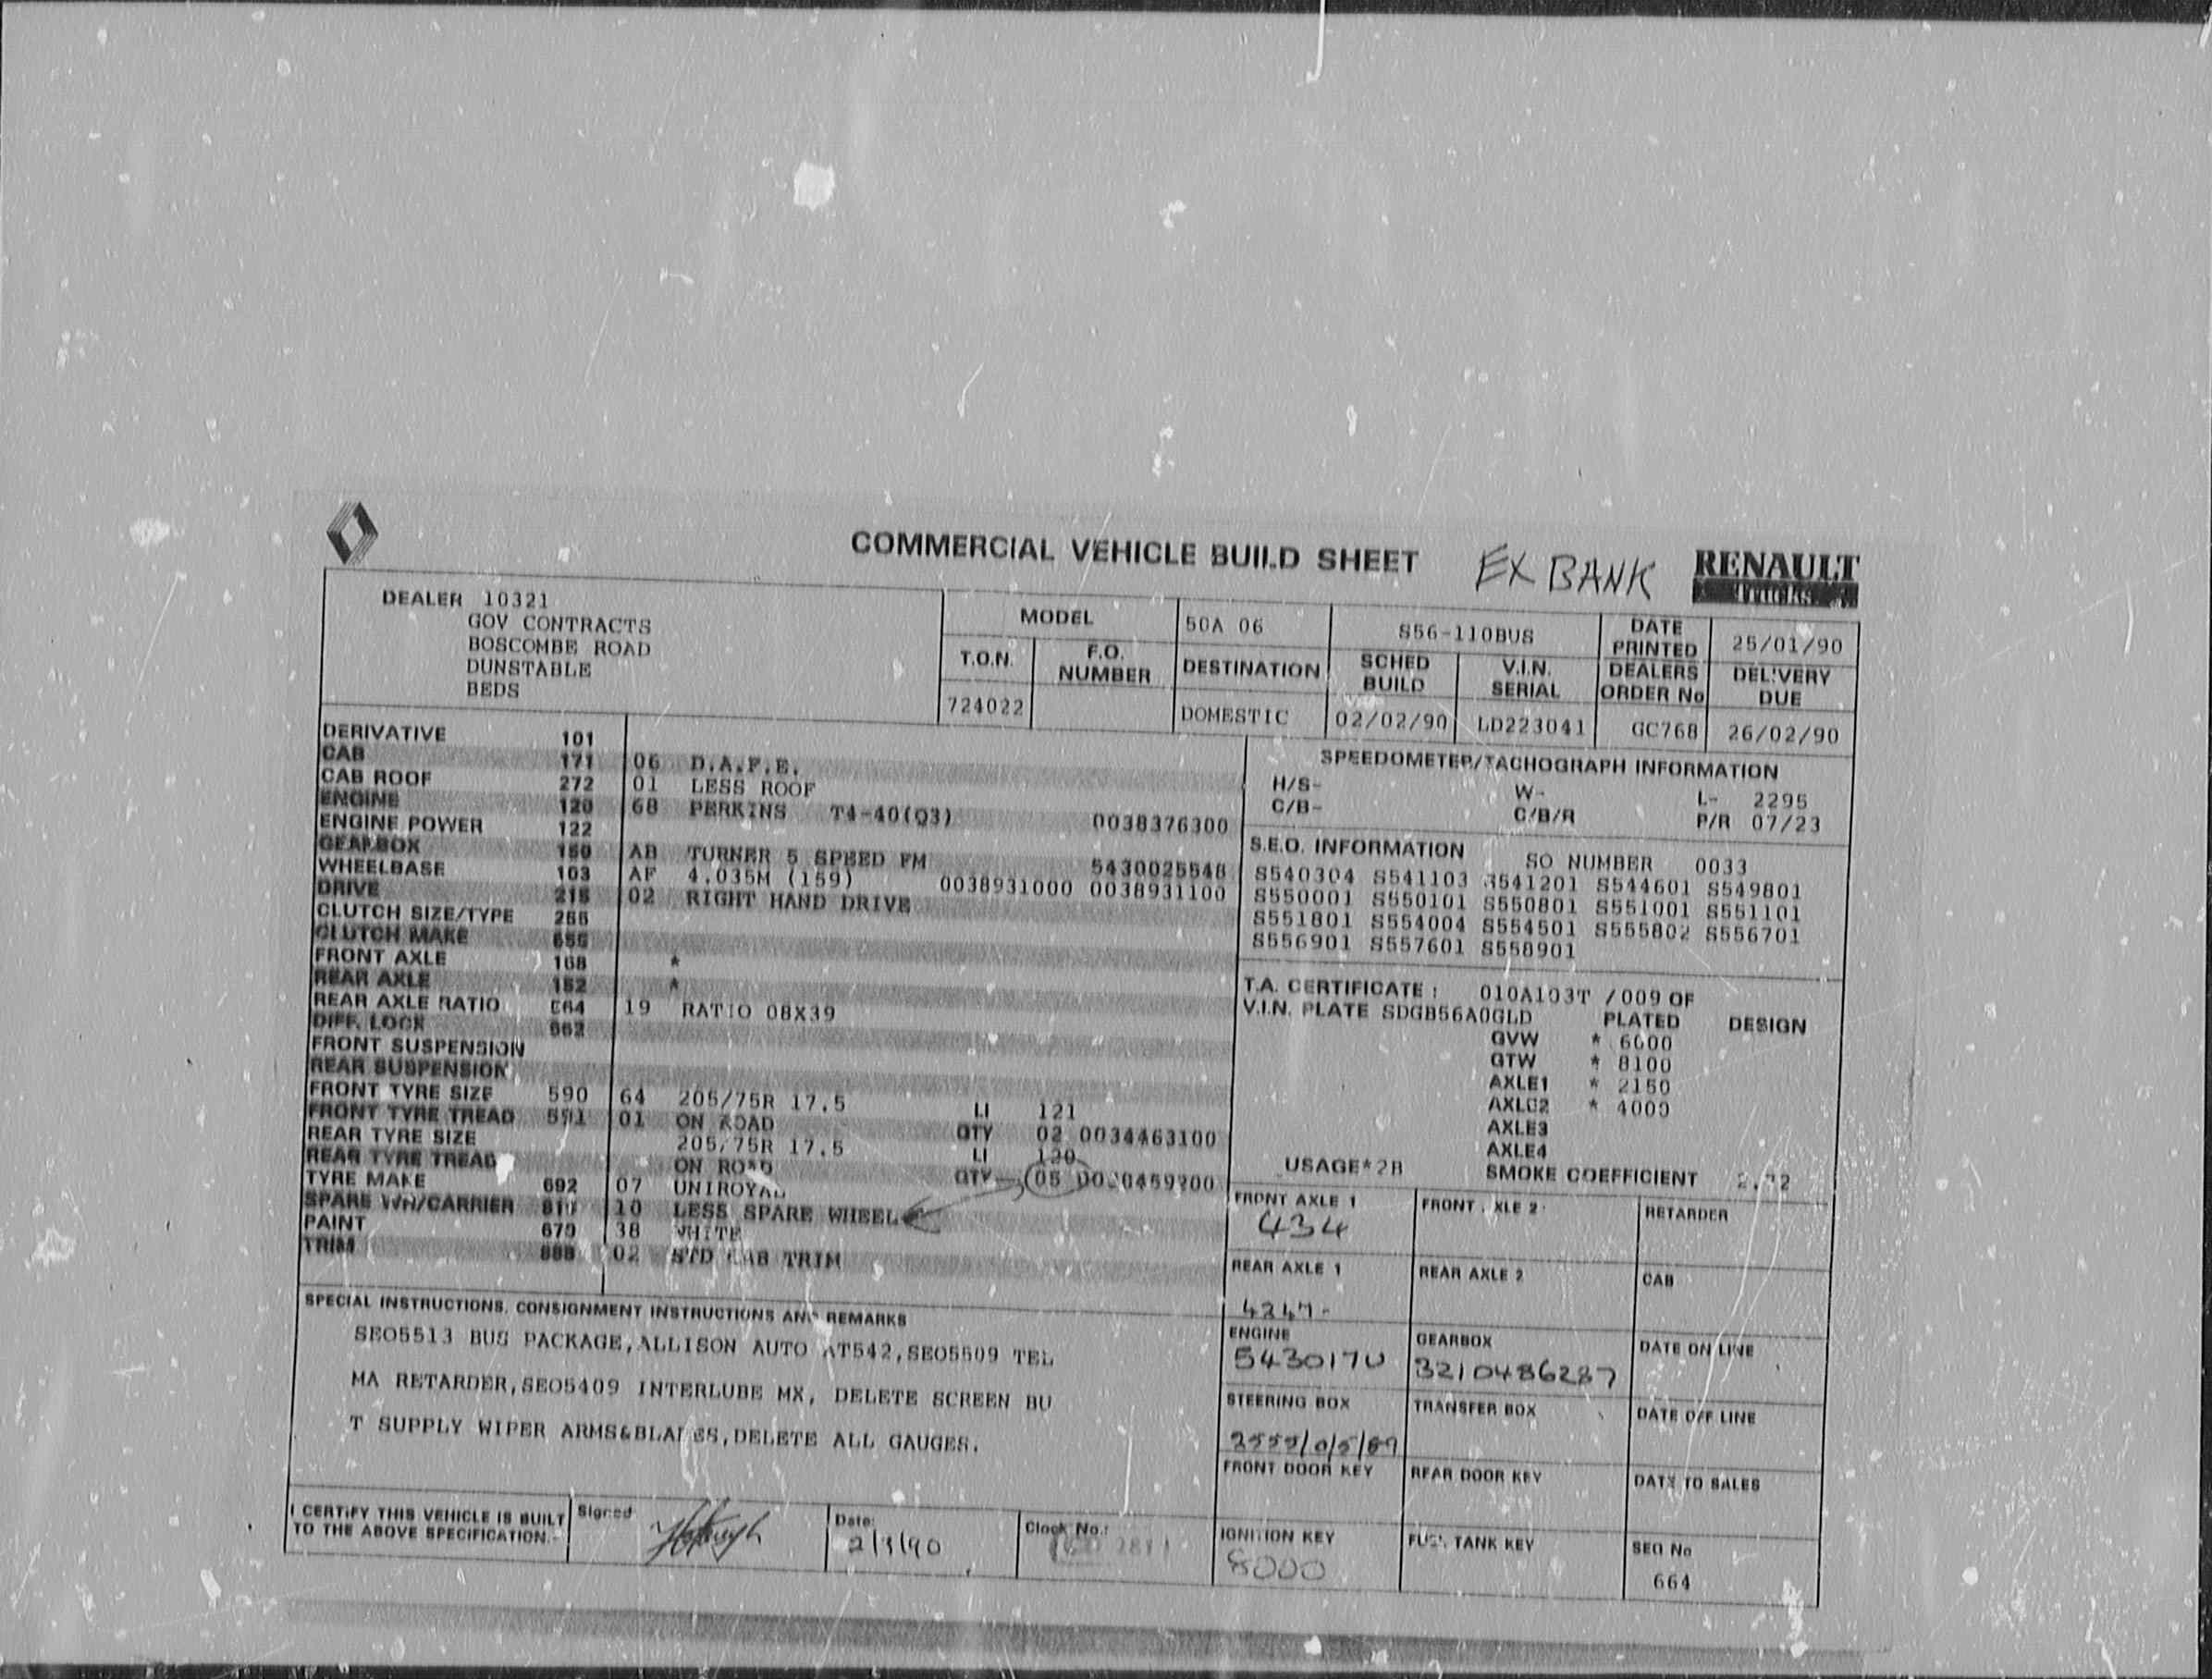 COMMERCIAL VEHICLE BUILD SHEET EX BANK RENAULT
TRUCKS
DEALER 10321
GOV CONTRACTS
BOSCOMBE ROAD
DUNSTABLE
BEDS
MODEL 50A 06 S56-110BUS DATE PRINTED 25/01/90
T.O.N. F.O. NUMBER DESTINATION SCHED BUILD V.I.N. SERIAL DEALERS ORDER No DELIVERY DUE
724022 DOMESTIC 02/02/90 LD223041 GC768 26/02/90
DERIVATIVE 101
CAB 171 06 D.A.F.E.
CAB ROOF 272 01 LESS ROOF
ENGINE 120 68 PERKINS T4-40(Q3) 0038376300
ENGINE POWER 122
GEARBOX 150 AB TURNER 5 SPEED FM 5430025548
WHEELBASE 103 AF 4.035M (159) 0038931000 0038931100
DRIVE 215 02 RIGHT HAND DRIVE
CLUTCH SIZE/TYPE 255
CLUTCH MAKE 655
FRONT AXLE 168 *
REAR AXLE 152 *
REAR AXLE RATIO 19 RATIO 08X39
DIFF. LOCK 662
FRONT SUSPENSION
REAR SUSPENSION
FRONT TYRE SIZE 590 64 205/75R 17.5 LI 121
FRONT TYRE TREAD 591 01 ON ROAD QTY 02 0034463100
REAR TYRE SIZE 205/75R 17.5 LI 120
REAR TYRE TREAD ON ROAD QTY 05
TYRE MAKE 692 07 UNIROYAL
SPARE WH/CARRIER 10 LESS SPARE WHEEL
PAINT 679 38 WHITE
TRIM 02 STD CAB TRIM
SPEEDOMETER/TACHOGRAPH INFORMATION
H/S- W- L- 2295
C/B- C/B/R P/R 07/23
S.E.O. INFORMATION SO NUMBER 0033
S540304 S541103 S541201 S544601 S549801
S550001 S550101 S550801 S551001 S551101
S551801 S554004 S554501 S555802 S556701
S556901 S557601 S558901
T.A. CERTIFICATE : 010A103T /009 OF
V.I.N. PLATE SDGB56A0GLD PLATED DESIGN
GVW * 6600
GTW * 8100
AXLE1 * 2150
AXLE2 * 4000
AXLE3
AXLE4
USAGE*2B SMOKE COEFFICIENT
FRONT AXLE 1 FRONT AXLE 2 RETARDER
434
REAR AXLE 1 REAR AXLE 2 CAB
ENGINE GEARBOX DATE ON LINE
543017U 3210486287
STEERING BOX TRANSFER BOX DATE OFF LINE
FRONT DOOR KEY REAR DOOR KEY DATE TO SALES
IGNITION KEY FUEL TANK KEY SEQ No
8000 664
SPECIAL INSTRUCTIONS, CONSIGNMENT INSTRUCTIONS AND REMARKS
SEO5513 BUS PACKAGE,ALLISON AUTO AT542,SEO5509 TEL
MA RETARDER,SEO5409 INTERLUBE MX, DELETE SCREEN BU
T SUPPLY WIPER ARMS&BLADES,DELETE ALL GAUGES.
I CERTIFY THIS VEHICLE IS BUILT
TO THE ABOVE SPECIFICATION.-
Signed Date: Clock No.:
2/3/90